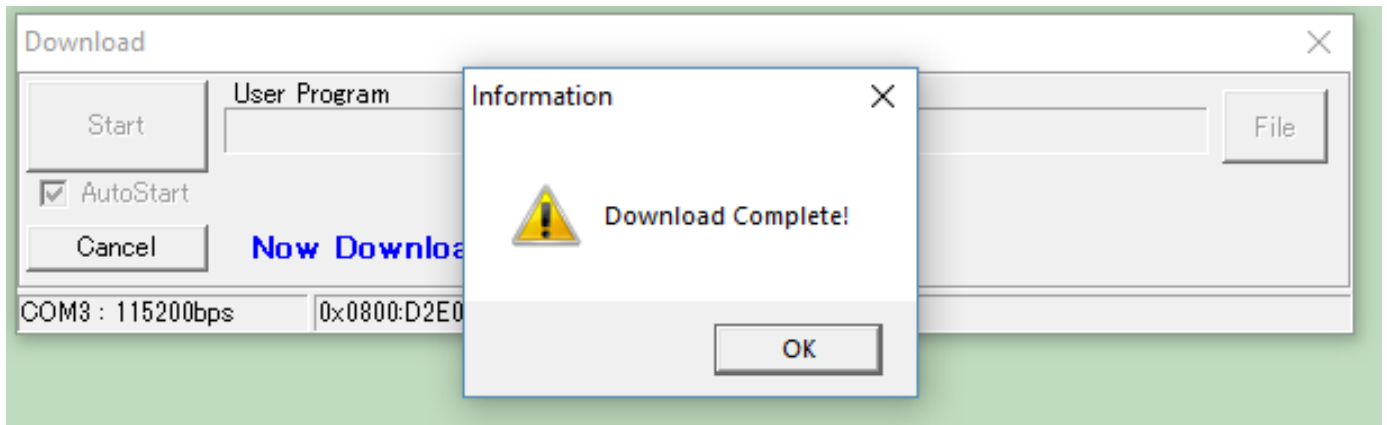 Download
User Program
Start
File
AutoStart
Cancel
Now Downloa
COM3 : 115200bps
0x0800:D2E0
Information
Download Complete!
OK